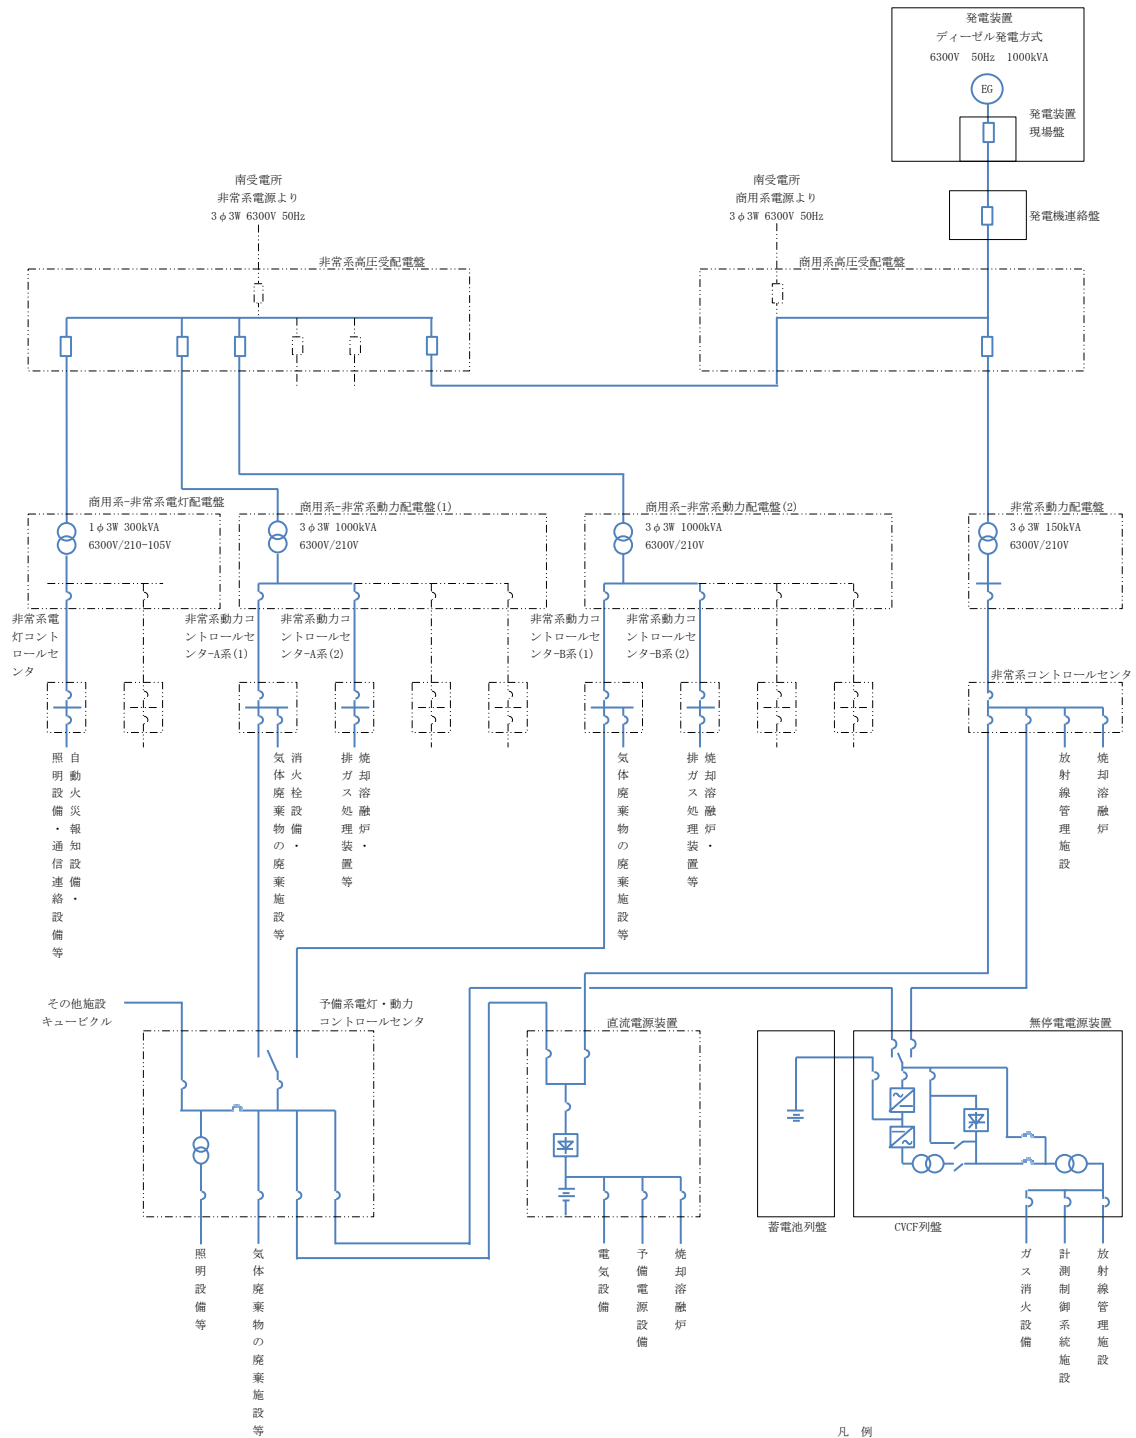 発電装置
ディーゼル発電方式
6300V 50Hz 1000kVA
EG
発電装置
現場盤
発電機連絡盤
南受電所
非常系電源より
3φ3W 6300V 50Hz
南受電所
商用系電源より
3φ3W 6300V 50Hz
非常系高圧受配電盤
商用系高圧受配電盤
商用系-非常系電灯配電盤
1φ3W 300kVA
6300V/210-105V
商用系-非常系動力配電盤(1)
3φ3W 1000kVA
6300V/210V
商用系-非常系動力配電盤(2)
3φ3W 1000kVA
6300V/210V
非常系動力配電盤
3φ3W 150kVA
6300V/210V
非常系電
灯コント
ロールセ
ンタ
非常系動力コ
ントロールセ
ンタ-A系(1)
非常系動力コ
ントロールセ
ンタ-A系(2)
非常系動力コ
ントロールセ
ンタ-B系(1)
非常系動力コ
ントロールセ
ンタ-B系(2)
非常系コントロールセンタ
自動火災報知設備・
照明設備・通信連絡設備等
消火栓設備・
気体廃棄物の廃棄施設等
焼却溶融炉・
排ガス処理装置等
気体廃棄物の廃棄施設等
焼却溶融炉・
排ガス処理装置等
放射線管理施設
焼却溶融炉
その他施設
キュービクル
予備系電灯・動力
コントロールセンタ
直流電源装置
無停電電源装置
蓄電池列盤
CVCF列盤
照明設備等
気体廃棄物の廃棄施設等
電気設備
予備電源設備
焼却溶融炉
ガス消火設備
計測制御系統施設
放射線管理施設
凡 例